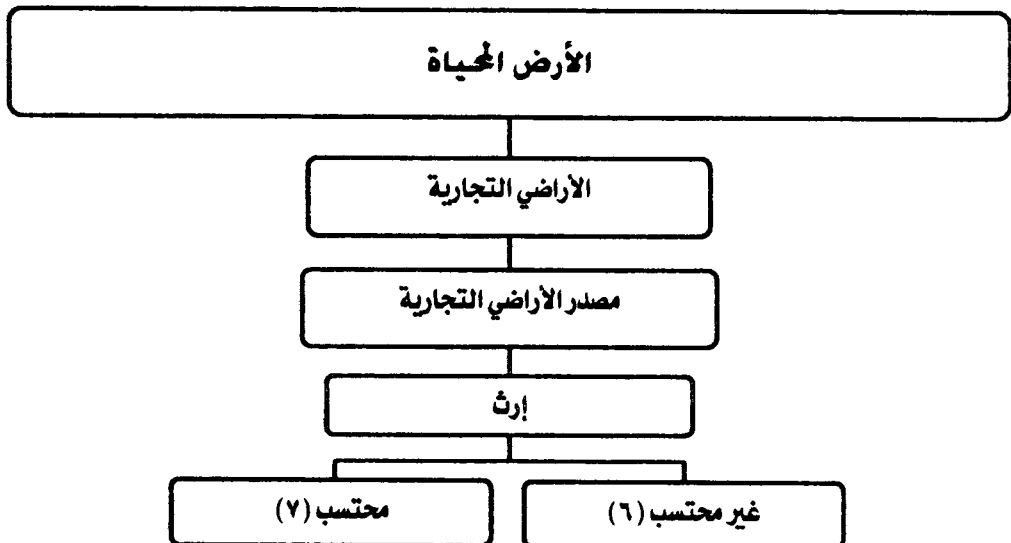 الأرض المحياة
الأراضي التجارية
مصدر الأراضي التجارية
إرث
غير محتسب (٦)
محتسب (٧)